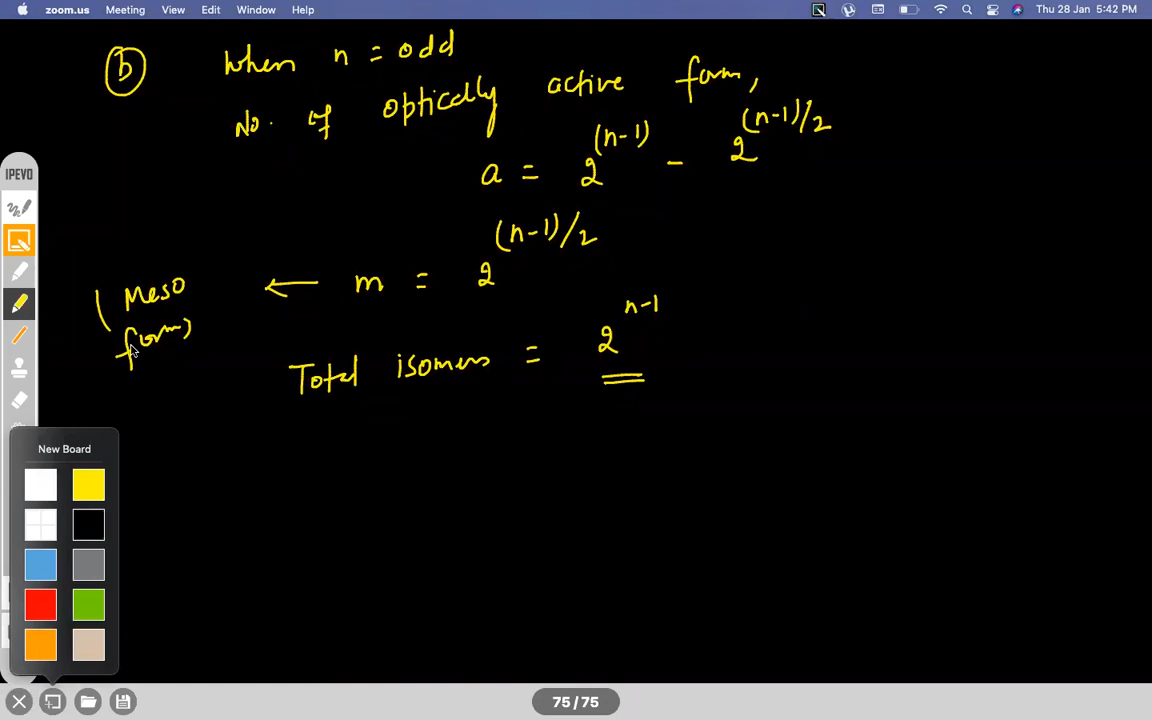 zoom.us Meeting View Edit Window Help Thu 28 Jan 5:42 PM
(b) When n = odd
No. of optically active form,
a = 2^(n-1) - 2^(n-1)/2
IPEVO
(Meso form) ← m = 2^(n-1)/2
Total isomers = 2^n-1
New Board
75/75